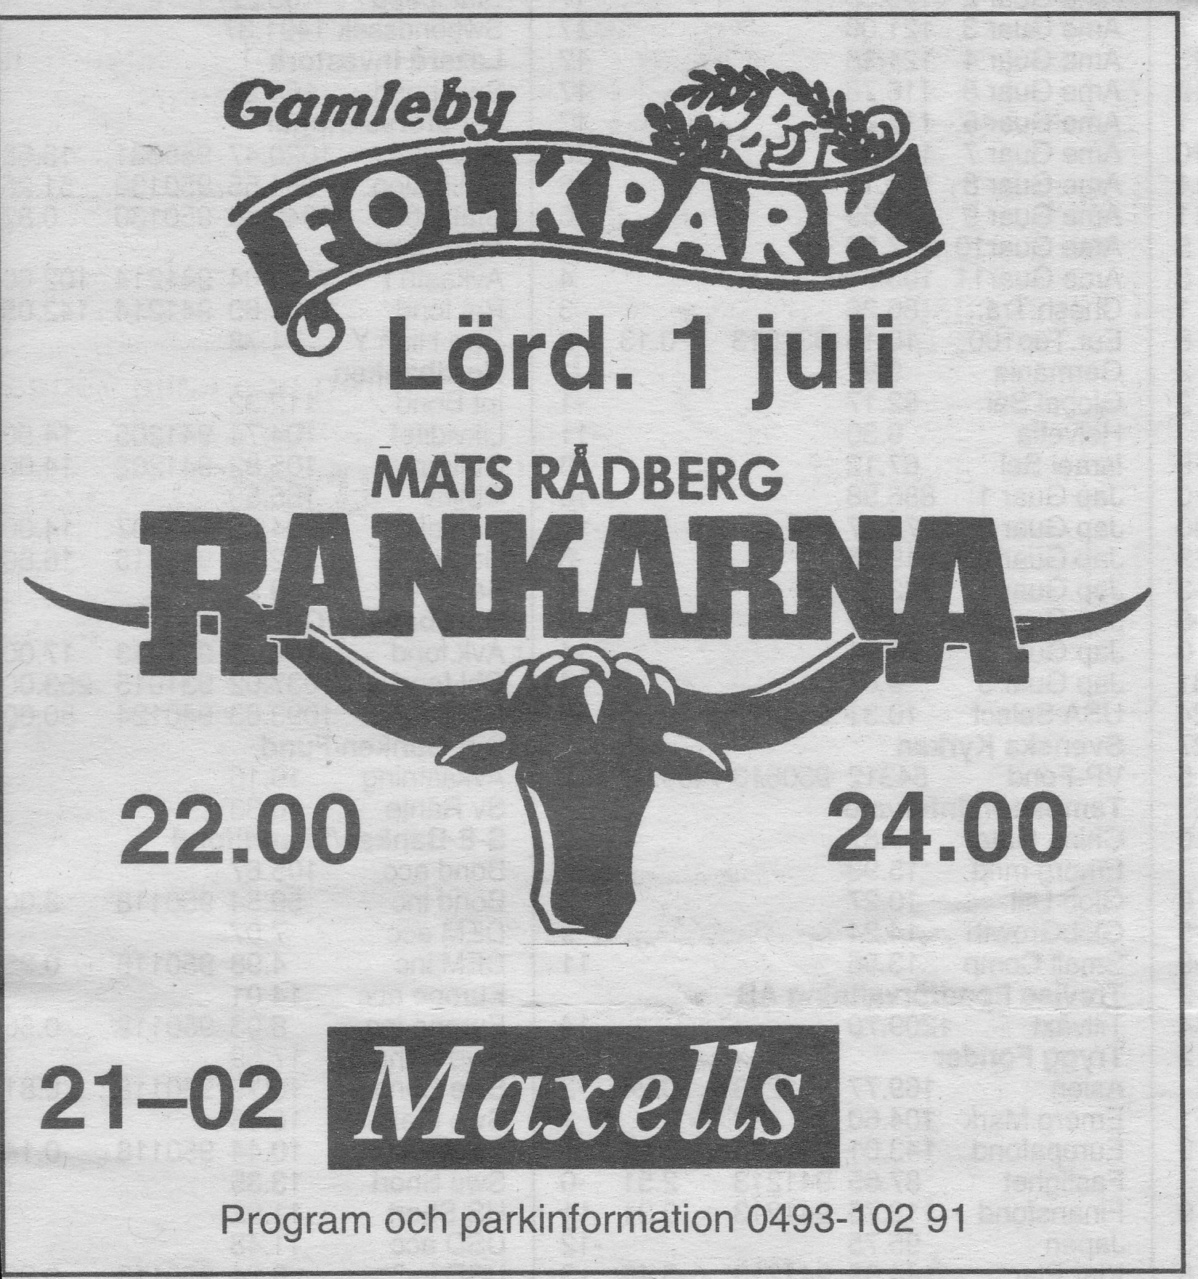 Gamleby
FOLKPARK
Lörd. 1 juli
MATS RÅDBERG
RANKARNA
22.00 24.00
21–02 Maxells
Program och parkinformation 0493-102 91